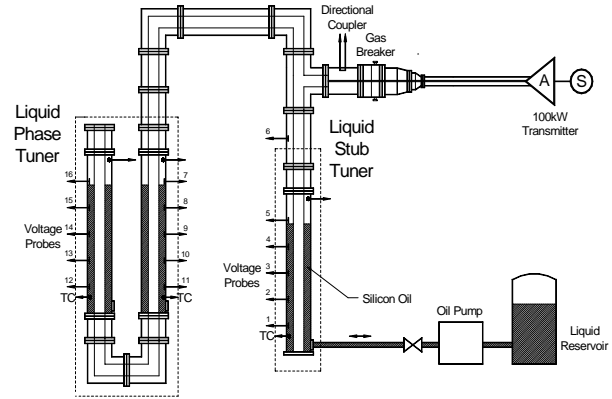 Directional
Coupler
Gas
Breaker
A
S
100kW
Transmitter
Liquid
Phase
Tuner
Liquid
Stub
Tuner
6
16
15
14
13
12
TC
Voltage
Probes
7
8
9
10
11
TC
5
4
3
2
1
TC
Voltage
Probes
Silicon Oil
Oil Pump
Liquid
Reservoir